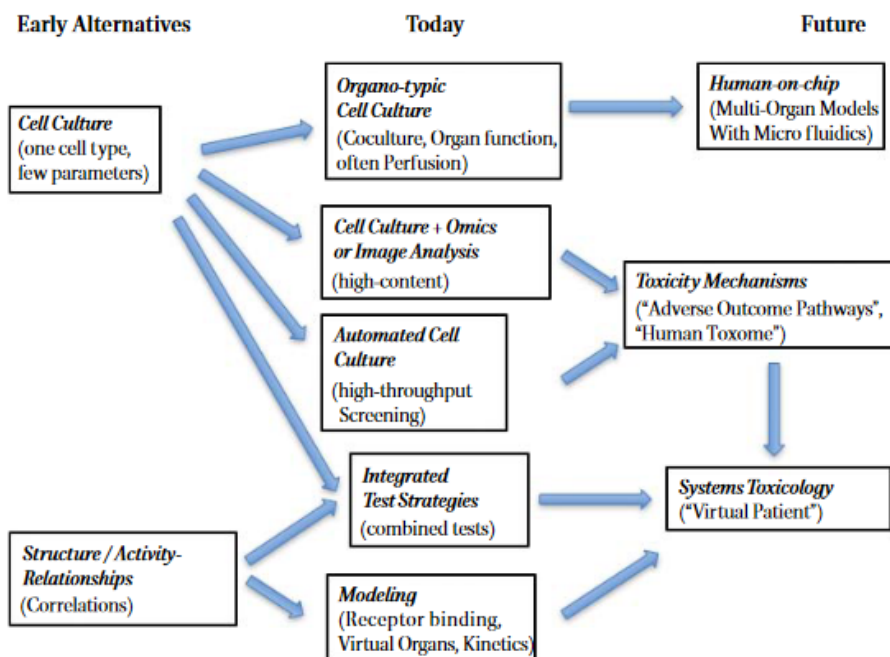 Early Alternatives
Today
Future
Cell Culture
(one cell type,
few parameters)
Organo-typic
Cell Culture
(Coculture, Organ function,
often Perfusion)
Human-on-chip
(Multi-Organ Models
With Micro fluidics)
Cell Culture + Omics
or Image Analysis
(high-content)
Toxicity Mechanisms
(“Adverse Outcome Pathways”,
“Human Toxome”)
Automated Cell
Culture
(high-throughput
Screening)
Integrated
Test Strategies
(combined tests)
Systems Toxicology
(“Virtual Patient”)
Structure / Activity-
Relationships
(Correlations)
Modeling
(Receptor binding,
Virtual Organs, Kinetics)